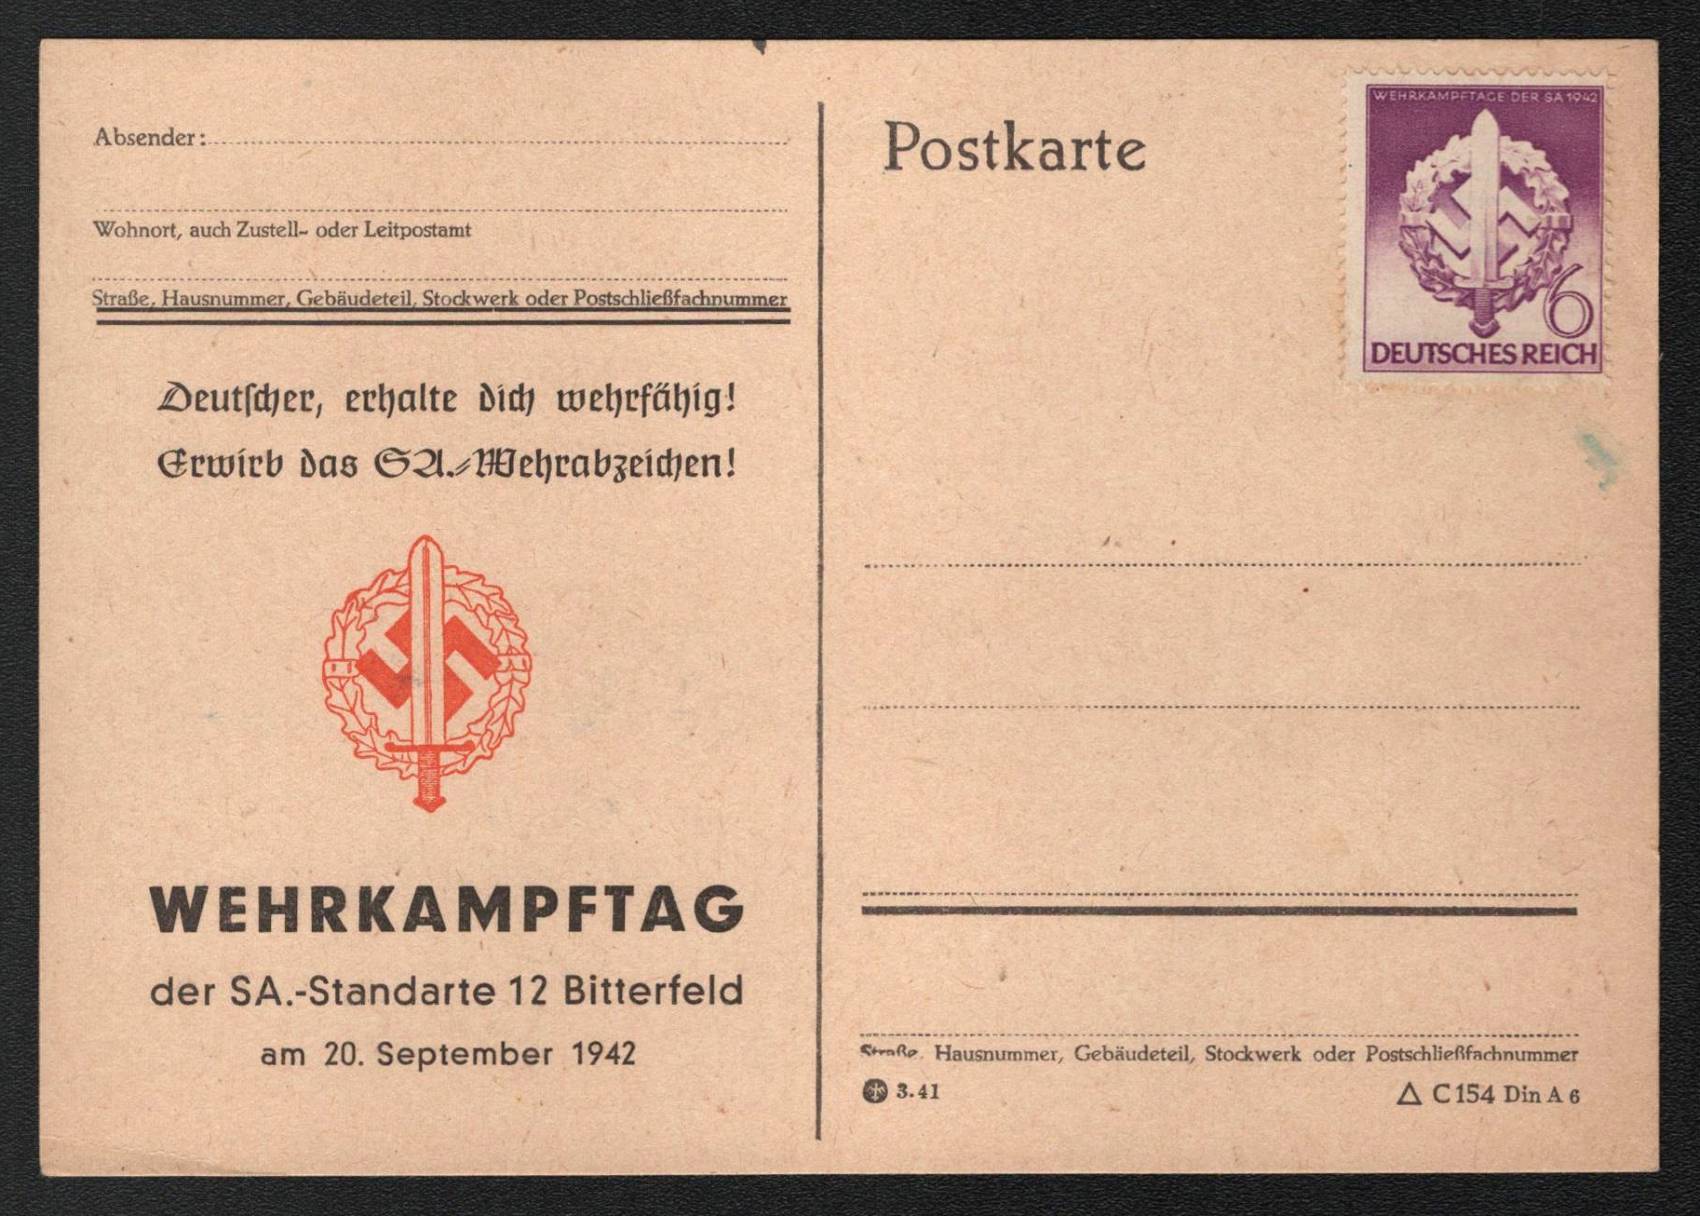 Absender:
Wohnort, auch Zustell- oder Leitpostamt
Straße, Hausnummer, Gebäudeteil, Stockwerk oder Postschließfachnummer
Deutscher, erhalte dich wehrfähig!
Erwirb das SA.-Wehrabzeichen!
WEHRKAMPFTAG
der SA.-Standarte 12 Bitterfeld
am 20. September 1942
Postkarte
WEHRKAMPFTAGE DER SA 1942
6
DEUTSCHES REICH
Straße, Hausnummer, Gebäudeteil, Stockwerk oder Postschließfachnummer
3.41
C 154 Din A 6